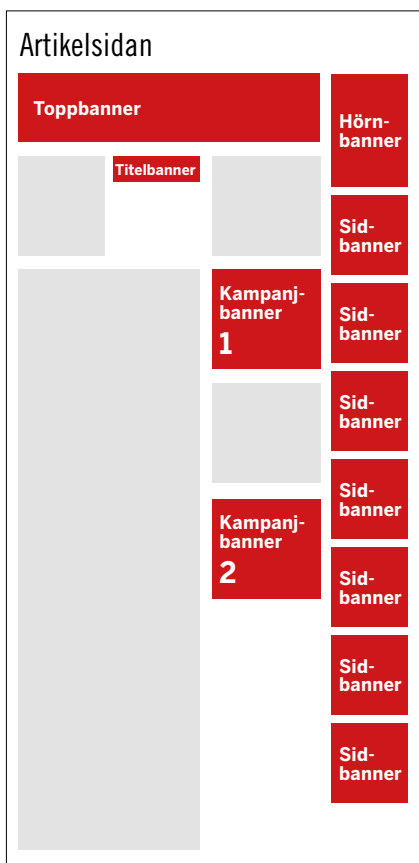 Artikelsidan
Toppbanner
Hörn-
banner
Titelbanner
Sid-
banner
Kampanj-
banner
1
Sid-
banner
Sid-
banner
Sid-
banner
Kampanj-
banner
2
Sid-
banner
Sid-
banner
Sid-
banner